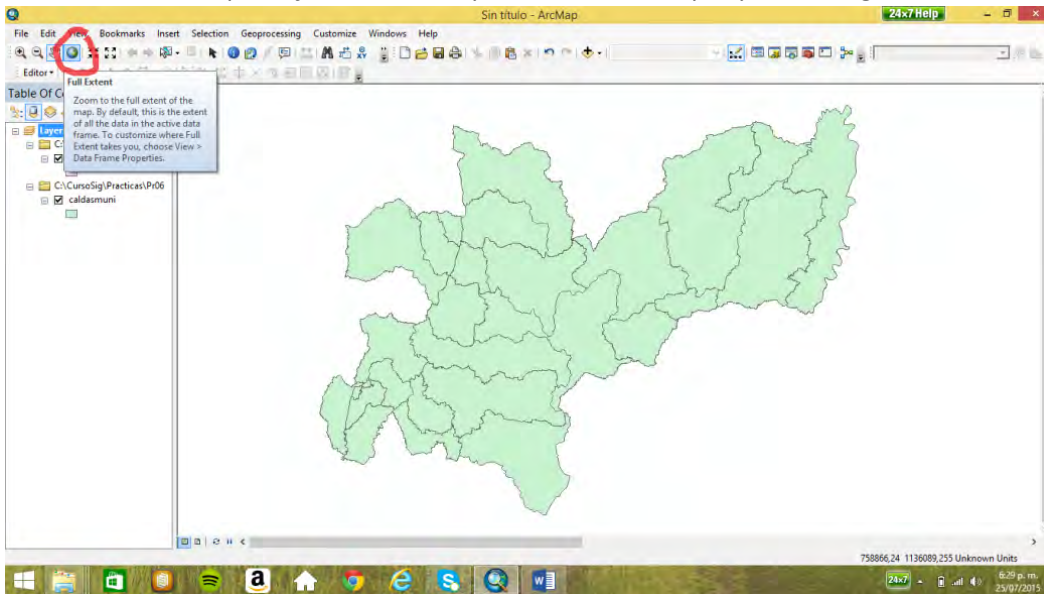 Sin título - ArcMap
24x7 Help
File Edit View Bookmarks Insert Selection Geoprocessing Customize Windows Help
Editor
Full Extent
Zoom to the full extent of the
map. By default, this is the extent
of all the data in the active data
frame. To customize where Full
Extent takes you, choose View >
Data Frame Properties.
Table Of
Layer
C:
C:\CursoSig\Practicas\Pr06
caldasmuni
758866,24 1136089,255 Unknown Units
24x7
6:29 p. m.
25/07/2015